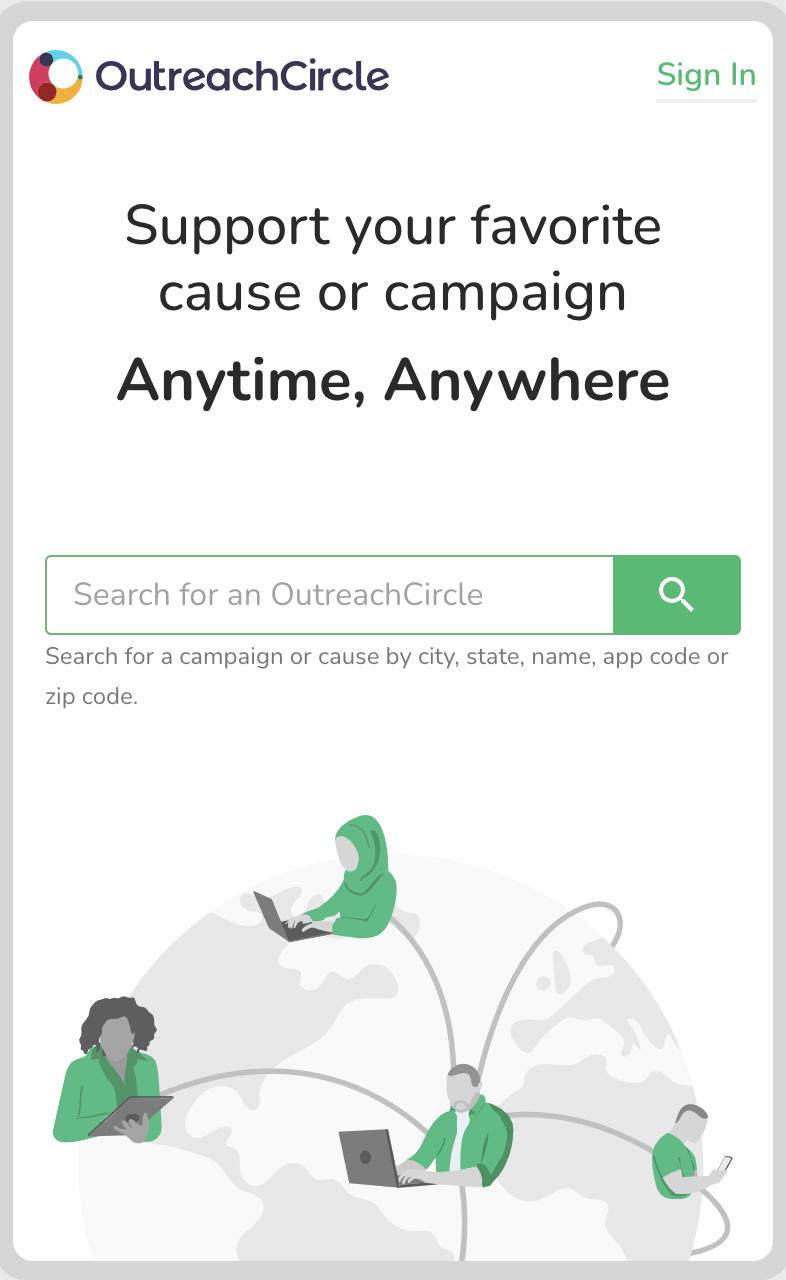 OutreachCircle
Sign In
Support your favorite
cause or campaign
Anytime, Anywhere
Search for an OutreachCircle
Search for a campaign or cause by city, state, name, app code or
zip code.